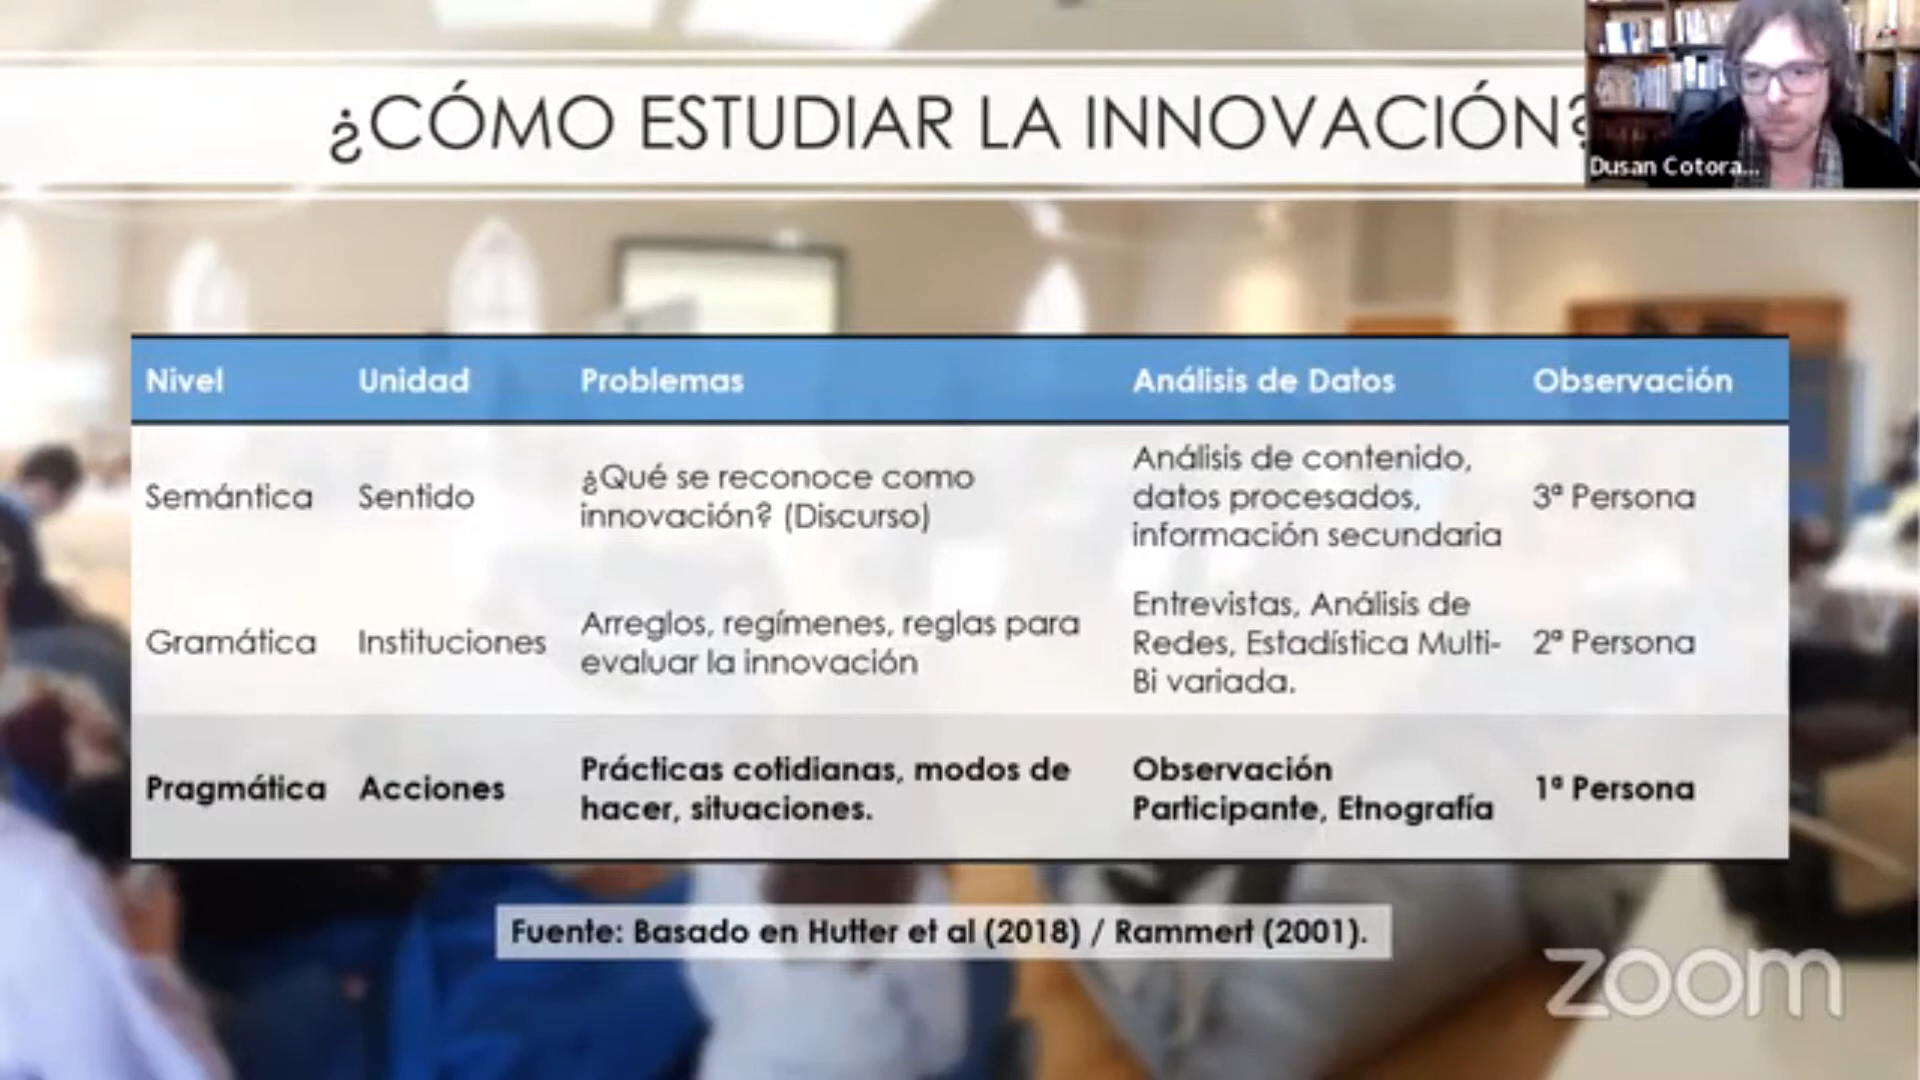 ¿CÓMO ESTUDIAR LA INNOVACIÓN?
Dusan Cotora...
Nivel Unidad Problemas Análisis de Datos Observación
Semántica Sentido ¿Qué se reconoce como innovación? (Discurso) Análisis de contenido, datos procesados, información secundaria 3ª Persona
Gramática Instituciones Arreglos, regímenes, reglas para evaluar la innovación Entrevistas, Análisis de Redes, Estadística Multi-Bi variada. 2ª Persona
Pragmática Acciones Prácticas cotidianas, modos de hacer, situaciones. Observación Participante, Etnografía 1ª Persona
Fuente: Basado en Hutter et al (2018) / Rammert (2001).
zoom